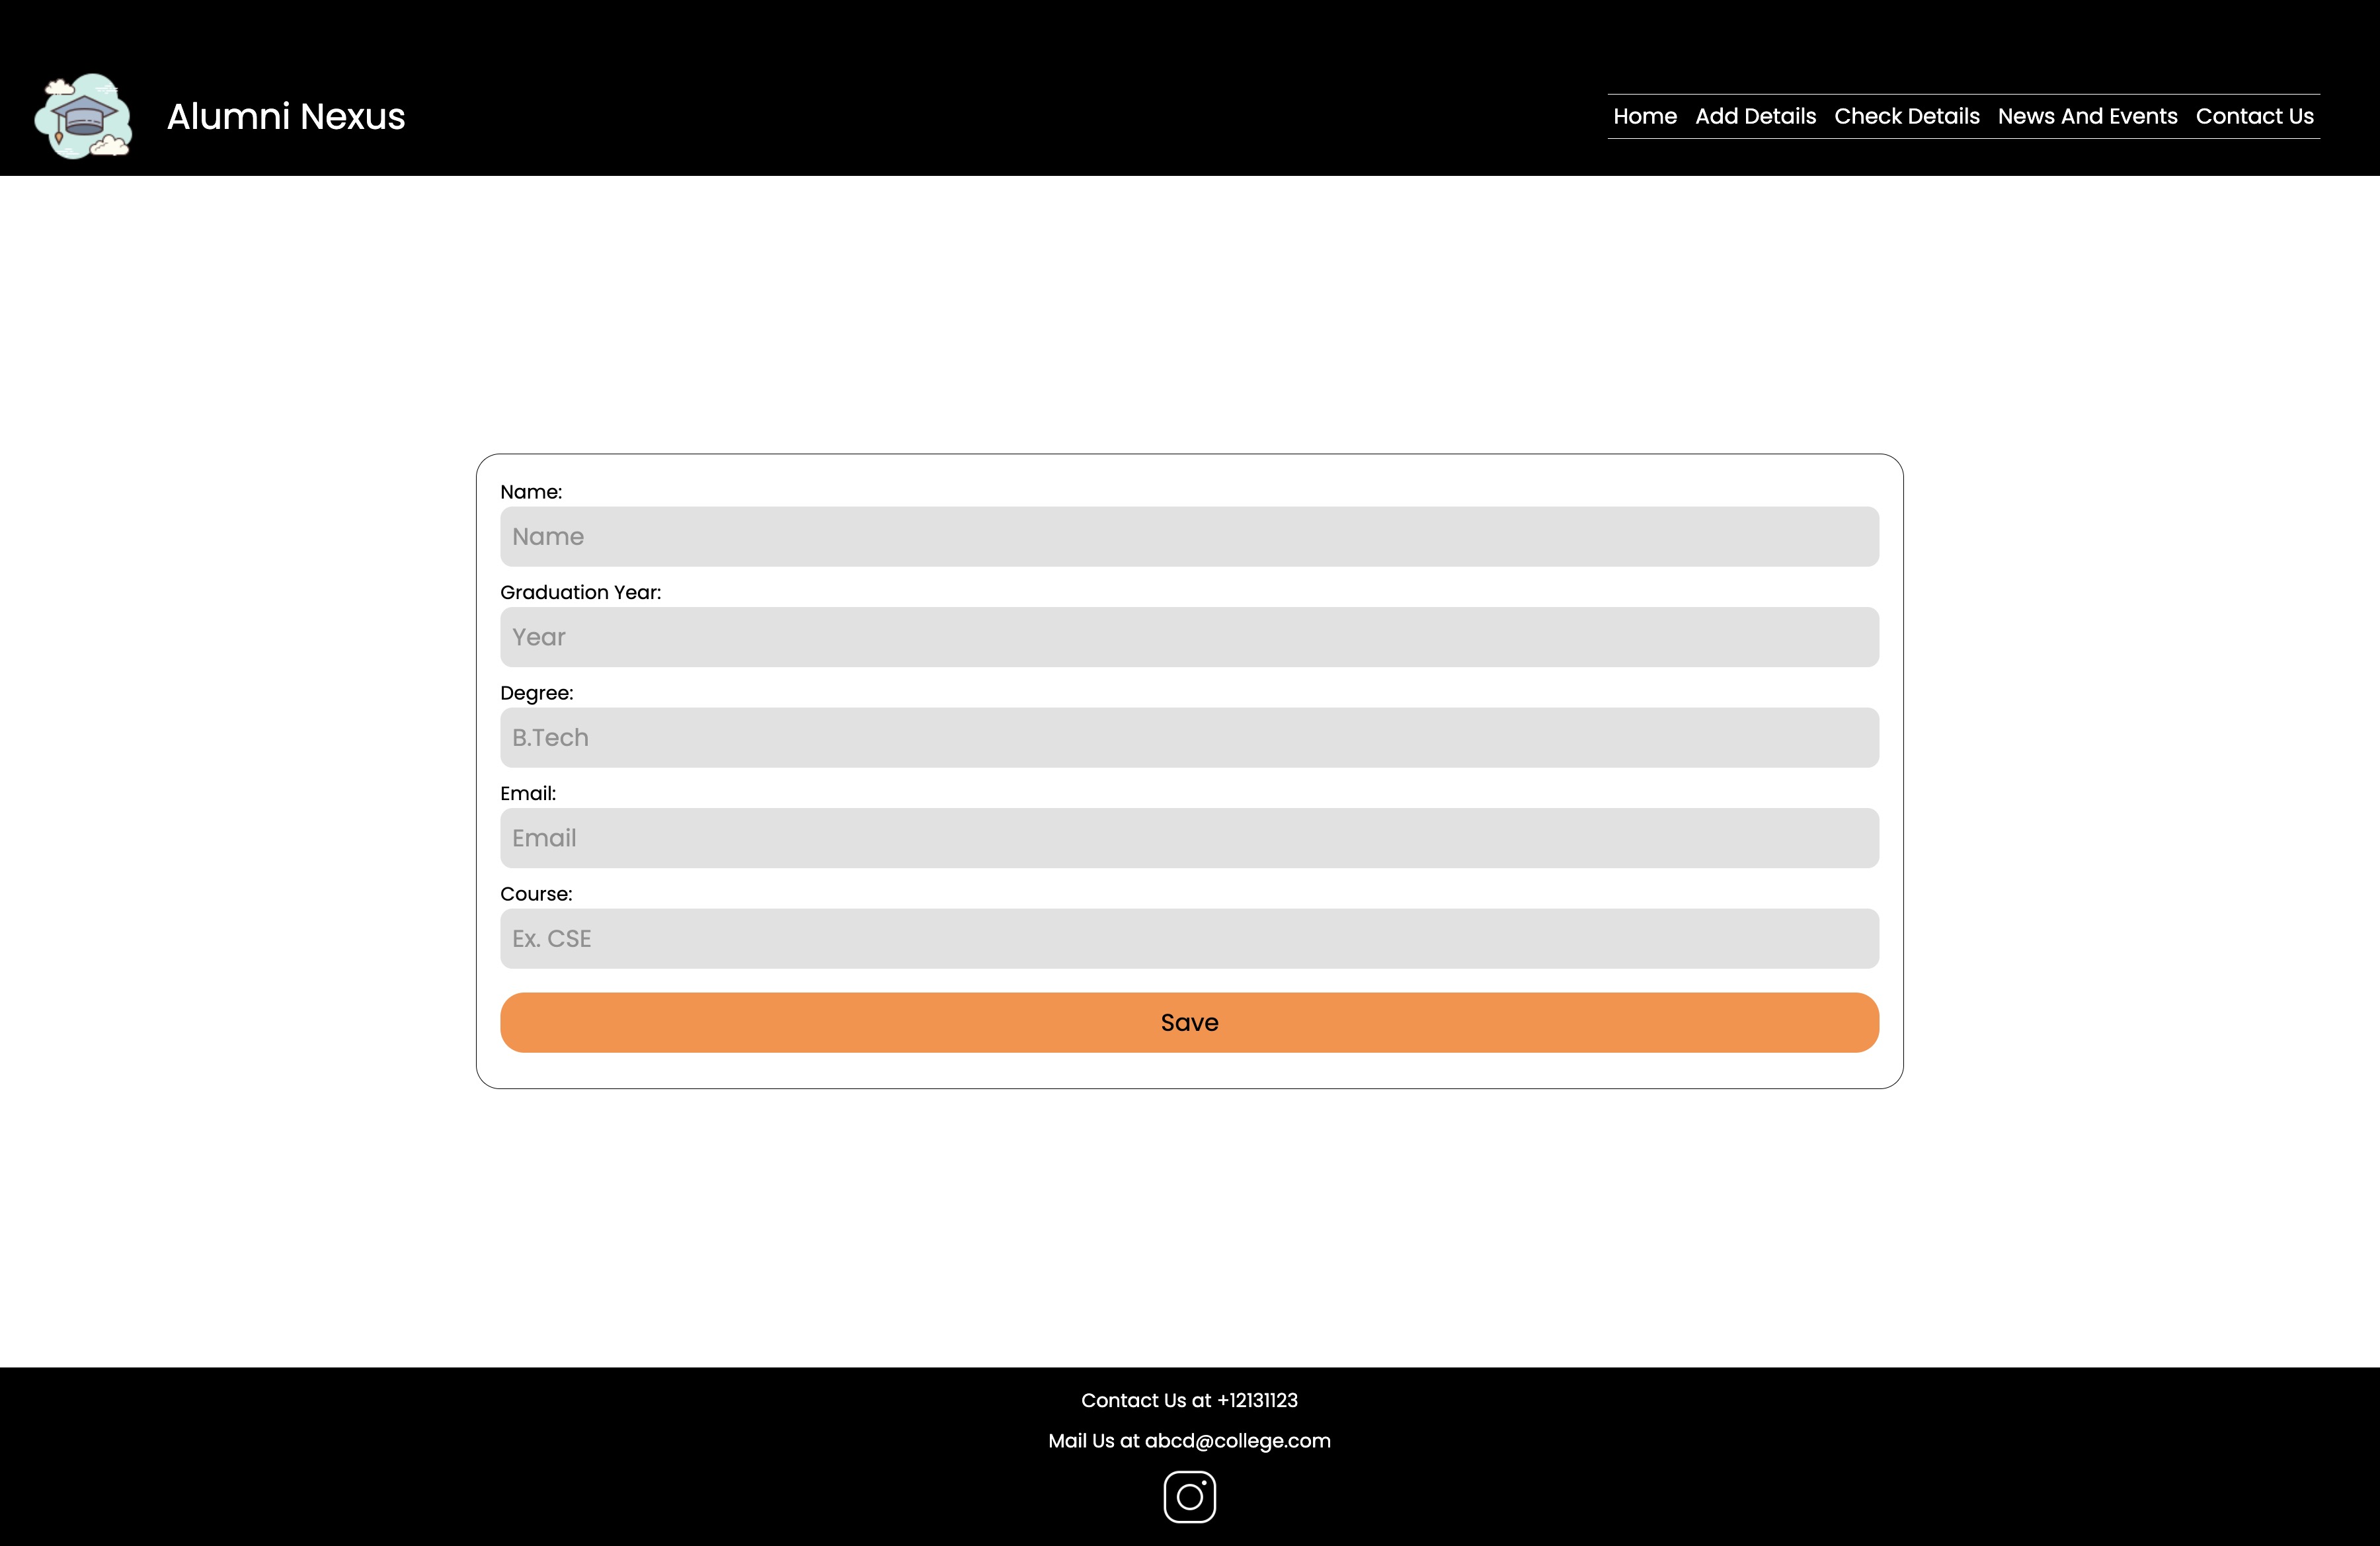 Alumni Nexus
Home Add Details Check Details News And Events Contact Us
Name:
Name
Graduation Year:
Year
Degree:
B.Tech
Email:
Email
Course:
Ex. CSE
Save
Contact Us at +12131123
Mail Us at abcd@college.com